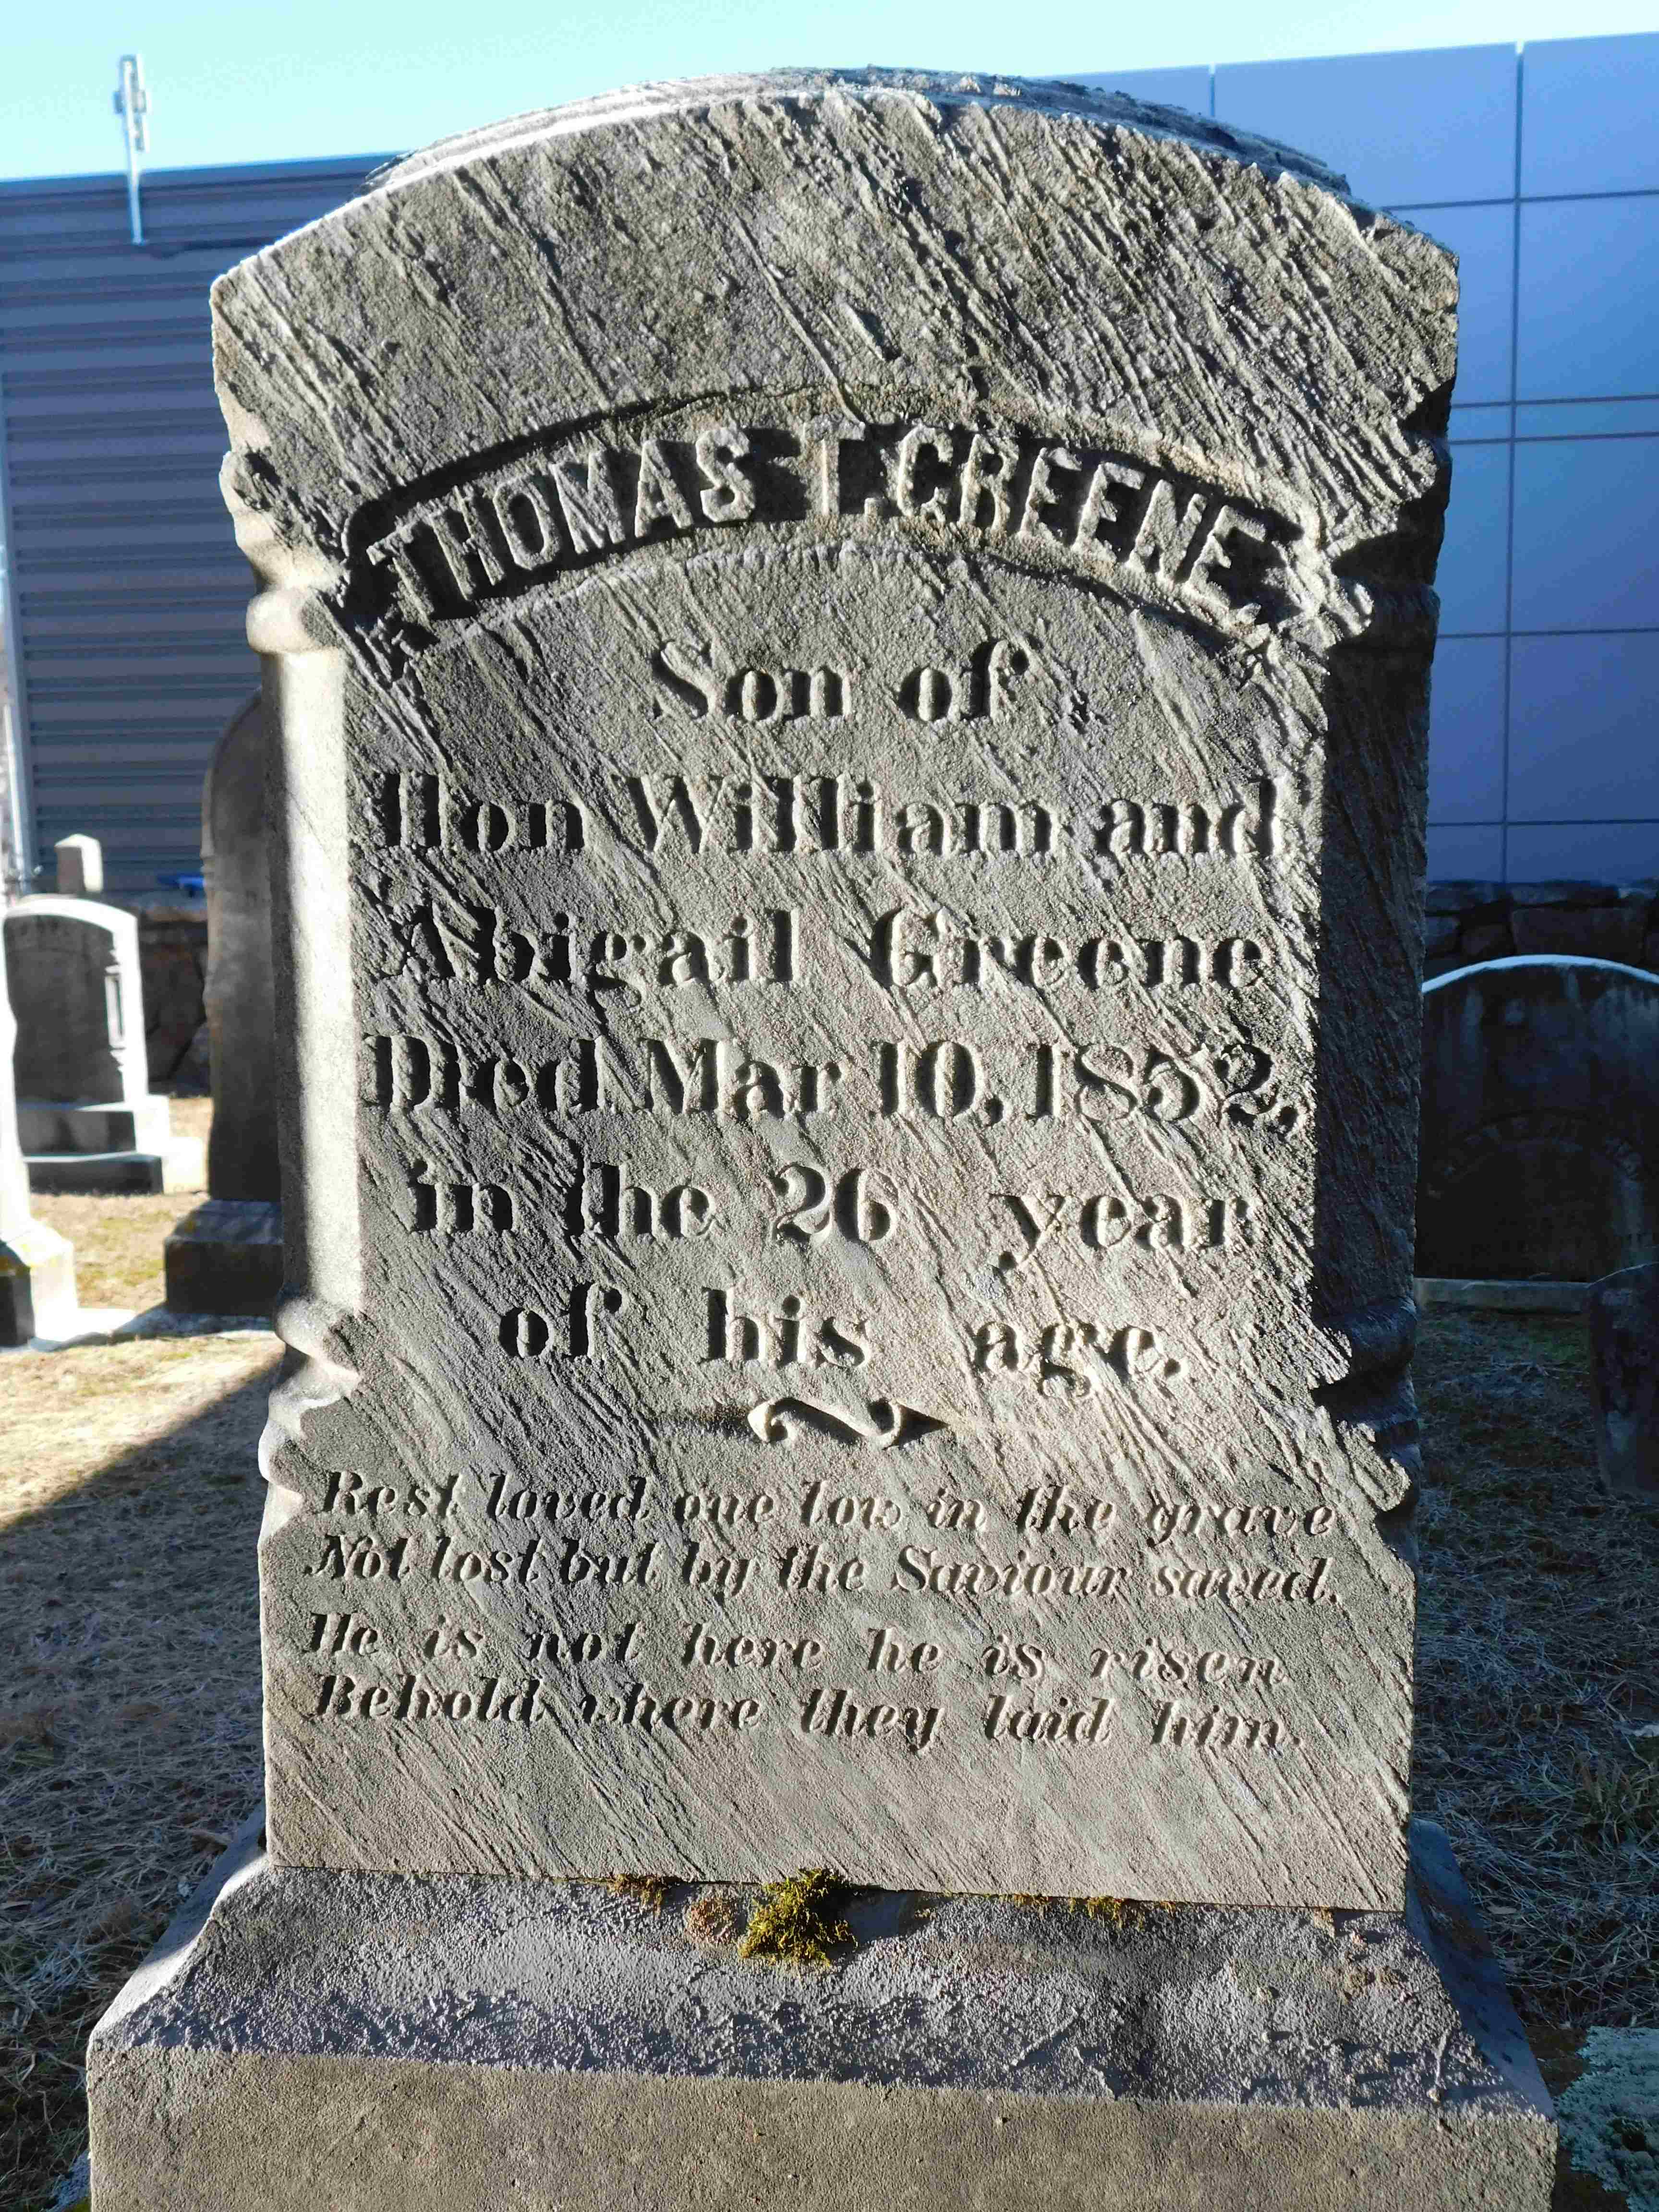 THOMAS T. GREENE
Son of
Hon William and
Abigail Greene
Died Mar 10, 1852,
in the 26 year
of his age.
Rest loved one low in the grave
Not lost but by the Saviour saved.
He is not here he is risen
Behold where they laid him.